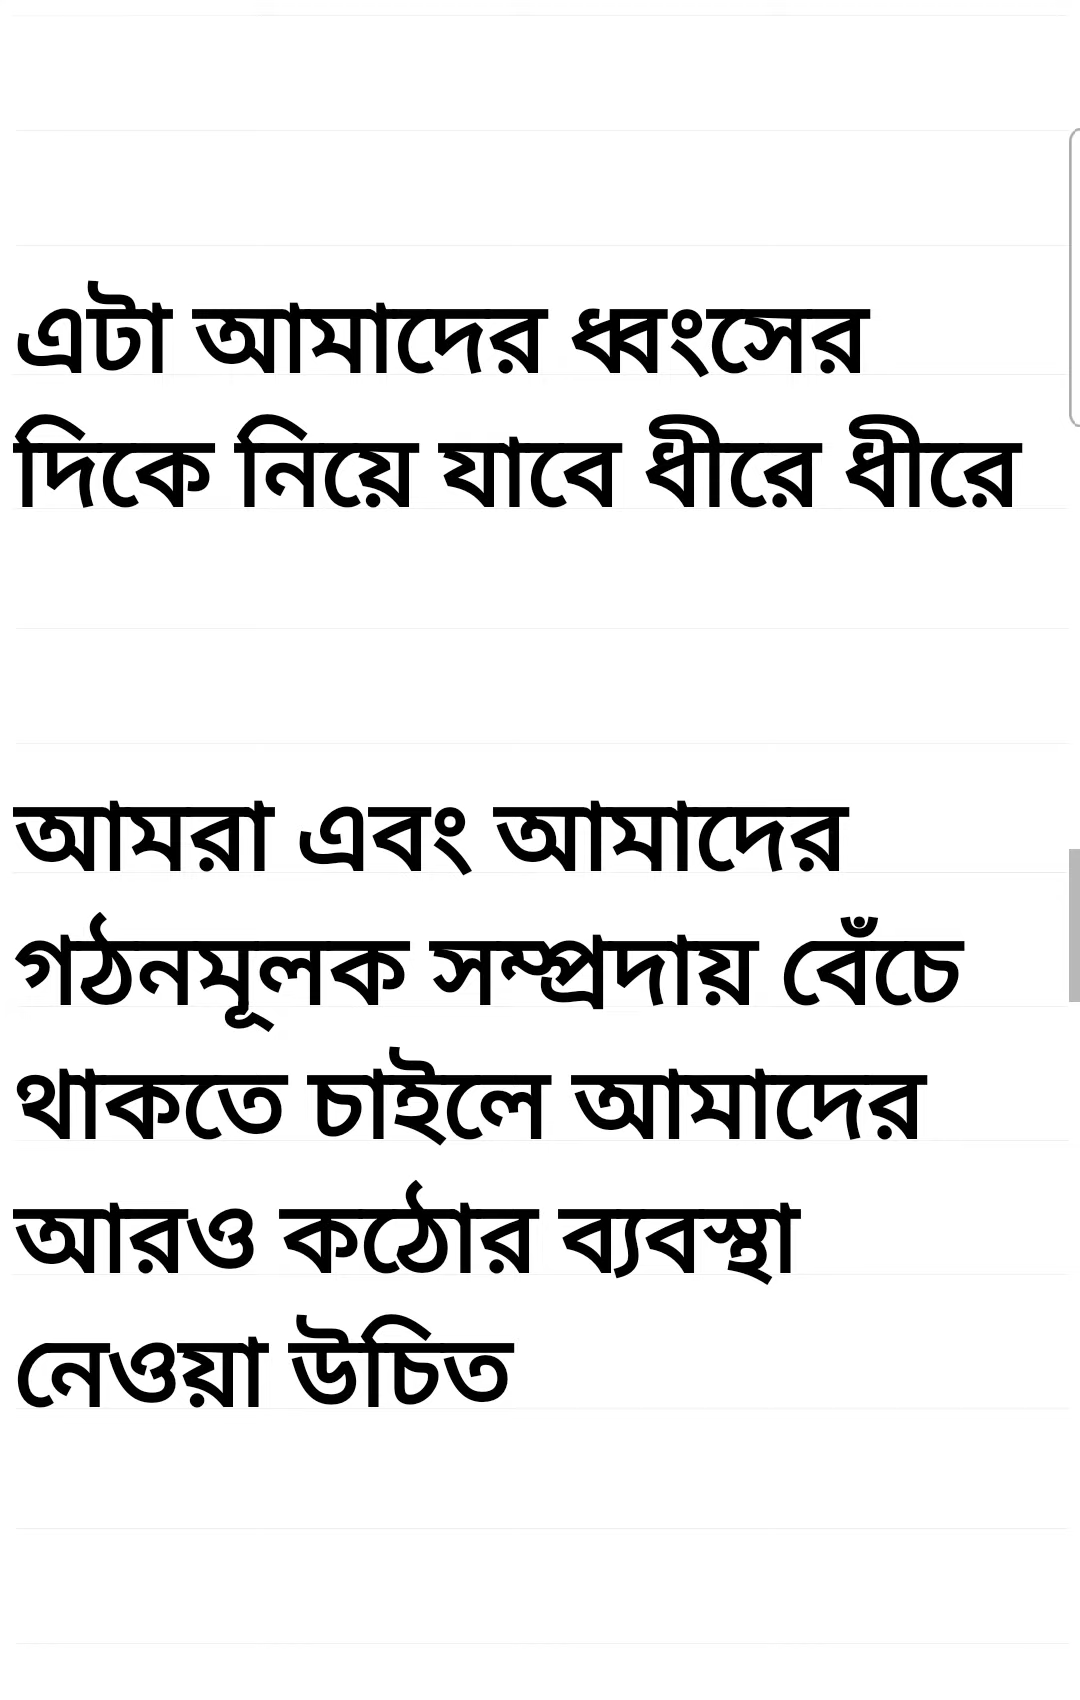 এটা আমাদের ধ্বংসের
দিকে নিয়ে যাবে ধীরে ধীরে
আমরা এবং আমাদের
গঠনমূলক সম্প্রদায় বেঁচে
থাকতে চাইলে আমাদের
আরও কঠোর ব্যবস্থা
নেওয়া উচিত